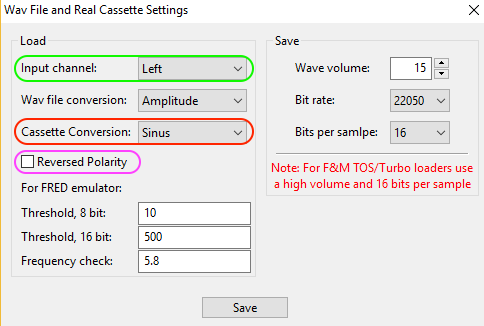 Wav File and Real Cassette Settings
Load
Input channel: Left
Wav file conversion: Amplitude
Cassette Conversion: Sinus
Reversed Polarity
For FRED emulator:
Threshold, 8 bit: 10
Threshold, 16 bit: 500
Frequency check: 5.8
Save
Wave volume: 15
Bit rate: 22050
Bits per samlpe: 16
Note: For F&M TOS/Turbo loaders use
a high volume and 16 bits per sample
Save